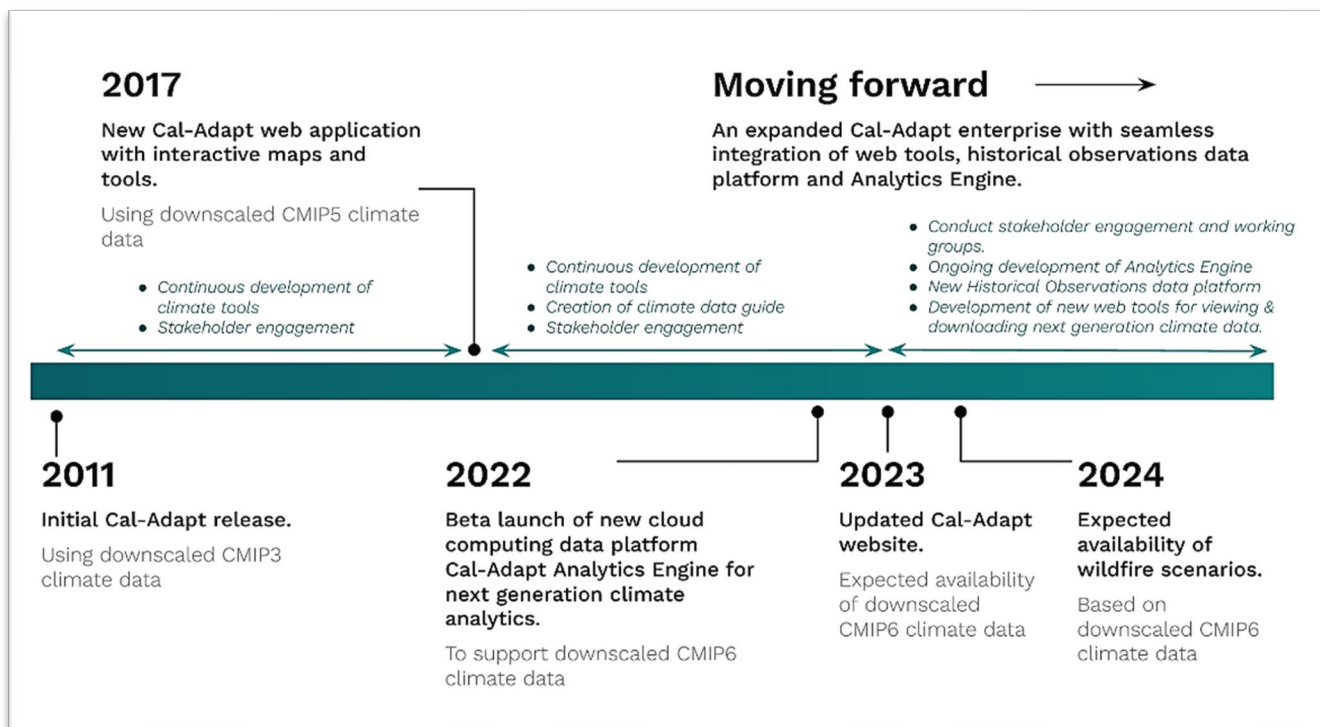 2017
New Cal-Adapt web application
with interactive maps and
tools.
Using downscaled CMIP5 climate
data
• Continuous development of
climate tools
• Stakeholder engagement
• Continuous development of
climate tools
• Creation of climate data guide
• Stakeholder engagement
Moving forward
An expanded Cal-Adapt enterprise with seamless
integration of web tools, historical observations data
platform and Analytics Engine.
• Conduct stakeholder engagement and working
groups.
• Ongoing development of Analytics Engine
• New Historical Observations data platform
• Development of new web tools for viewing &
downloading next generation climate data.
2011
Initial Cal-Adapt release.
Using downscaled CMIP3
climate data
2022
Beta launch of new cloud
computing data platform
Cal-Adapt Analytics Engine for
next generation climate
analytics.
To support downscaled CMIP6
climate data
2023
Updated Cal-Adapt
website.
Expected availability
of downscaled
CMIP6 climate data
2024
Expected
availability of
wildfire scenarios.
Based on
downscaled CMIP6
climate data